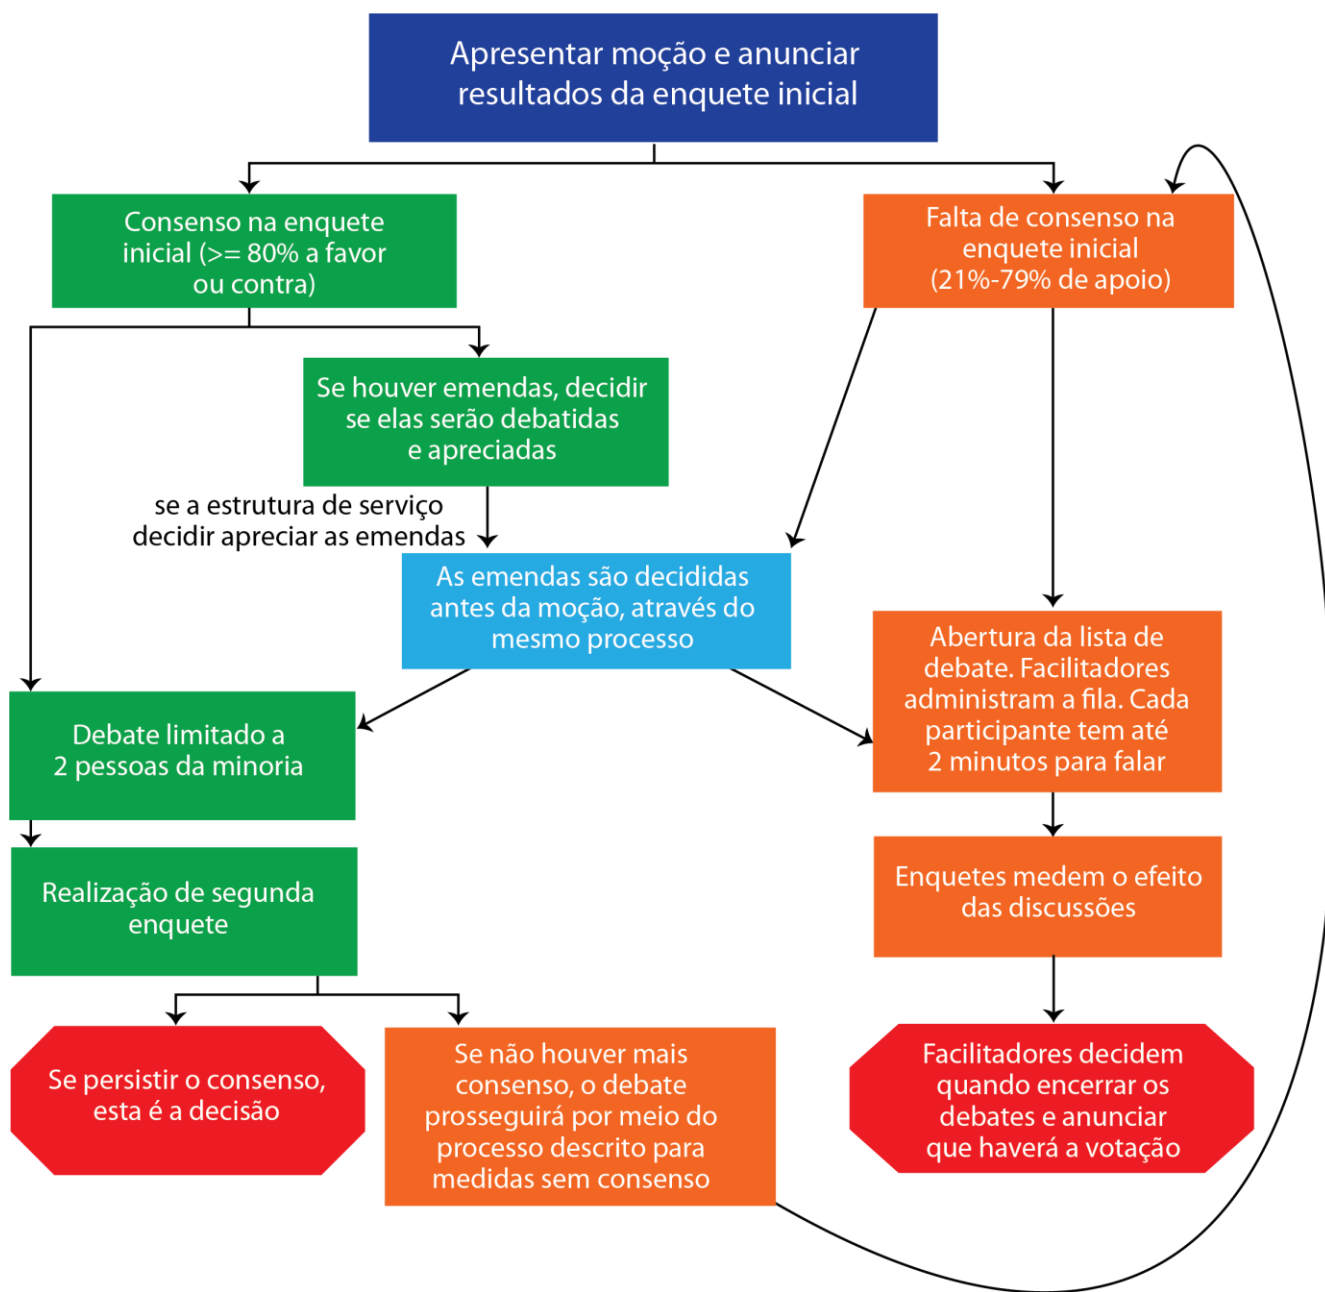 Apresentar moção e anunciar
resultados da enquete inicial
Consenso na enquete
inicial (>= 80% a favor
ou contra)
Falta de consenso na
enquete inicial
(21%-79% de apoio)
Se houver emendas, decidir
se elas serão debatidas
e apreciadas
se a estrutura de serviço
decidir apreciar as emendas
As emendas são decididas
antes da moção, através do
mesmo processo
Abertura da lista de
debate. Facilitadores
administram a fila. Cada
participante tem até
2 minutos para falar
Debate limitado a
2 pessoas da minoria
Realização de segunda
enquete
Enquetes medem o efeito
das discussões
Se persistir o consenso,
esta é a decisão
Se não houver mais
consenso, o debate
prosseguirá por meio do
processo descrito para
medidas sem consenso
Facilitadores decidem
quando encerrar os
debates e anunciar
que haverá a votação